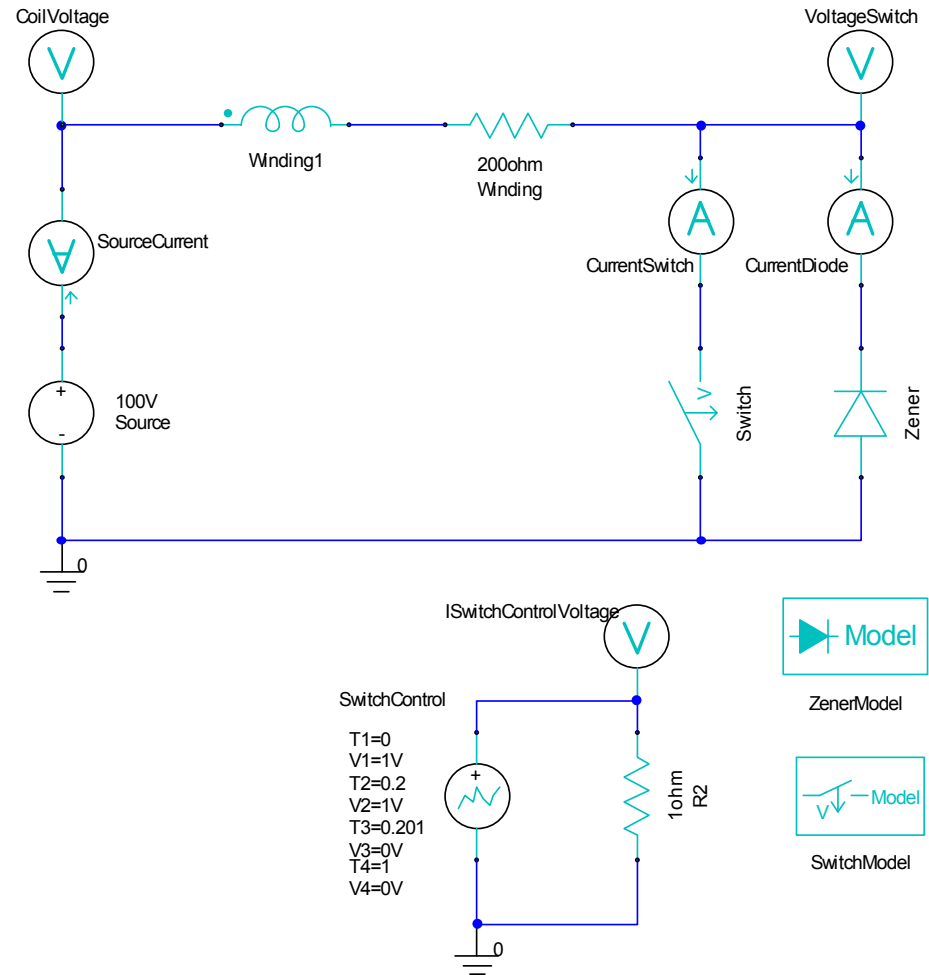 CoilVoltage
VoltageSwitch
V
V
Winding1
200ohm
Winding
A
SourceCurrent
A
A
CurrentSwitch
CurrentDiode
+
-
100V
Source
V
Switch
Zener
0
ISwitchControlVoltage
V
Model
ZenerModel
SwitchControl
T1=0
V1=1V
T2=0.2
V2=1V
T3=0.201
V3=0V
T4=1
V4=0V
+
1ohm
R2
V
Model
SwitchModel
0